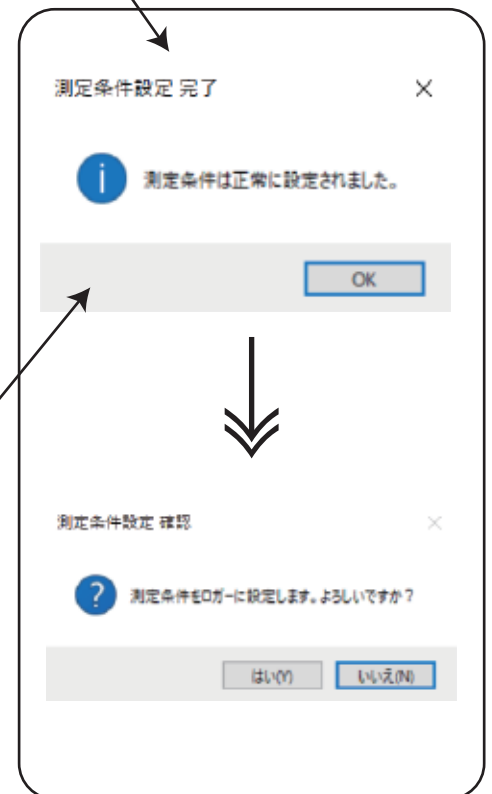 測定条件設定 完了
測定条件は正常に設定されました。
OK
測定条件設定 確認
測定条件をロガーに設定します。よろしいですか？
はい(Y)
いいえ(N)